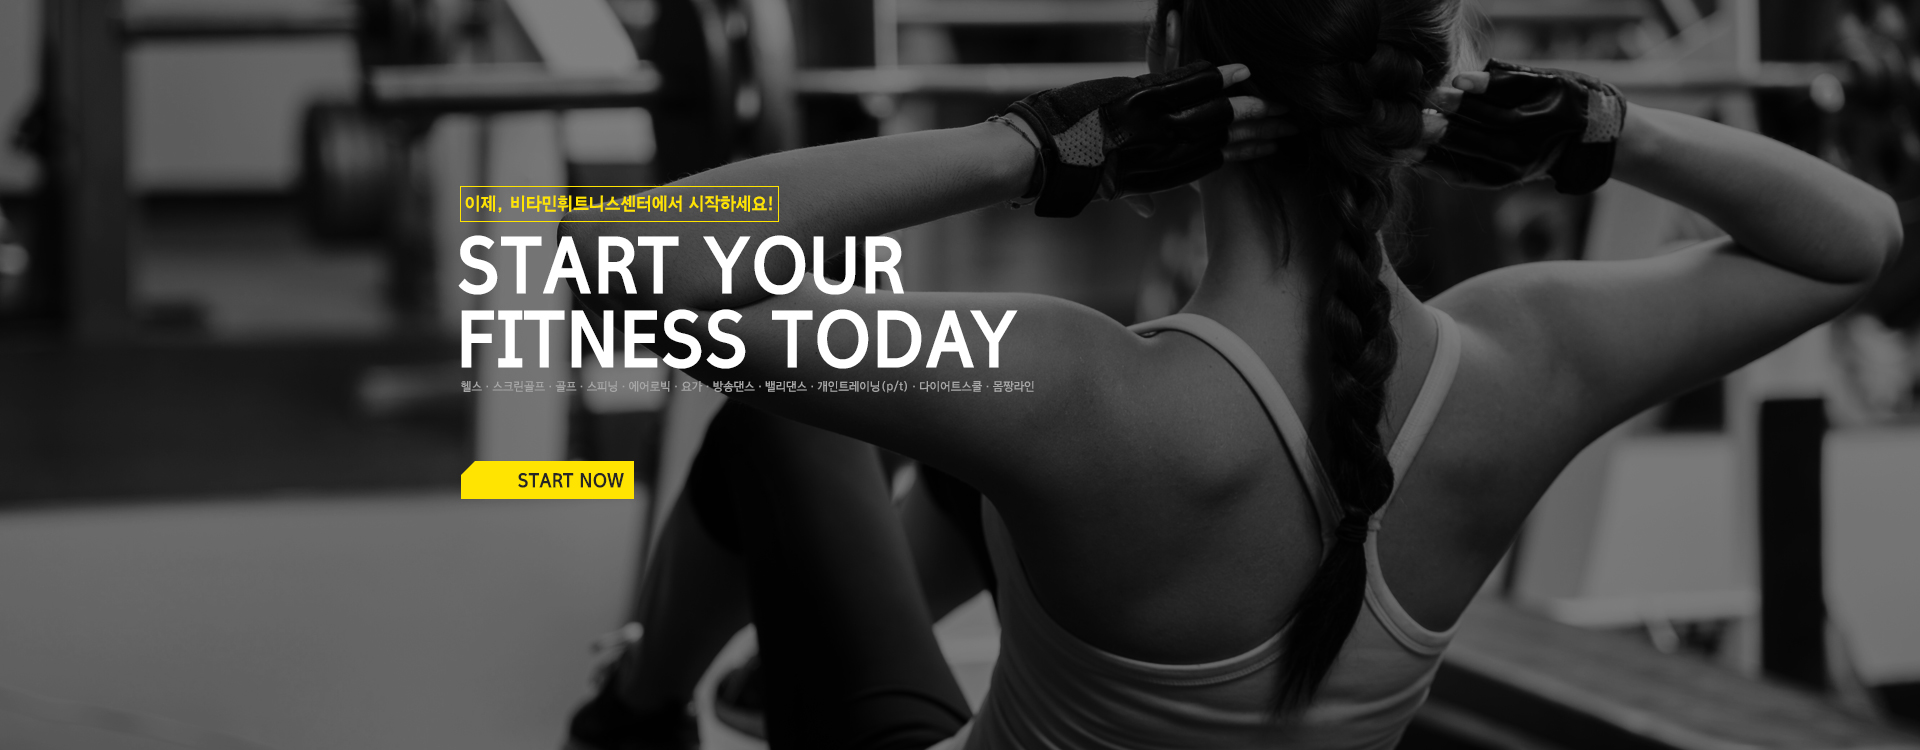 이제, 비타민휘트니스센터에서 시작하세요!
START YOUR
FITNESS TODAY
헬스 · 스크린골프 · 골프 · 스피닝 · 에어로빅 · 요가 · 방송댄스 · 밸리댄스 · 개인트레이닝(p/t) · 다이어트스쿨 · 몸짱라인
START NOW